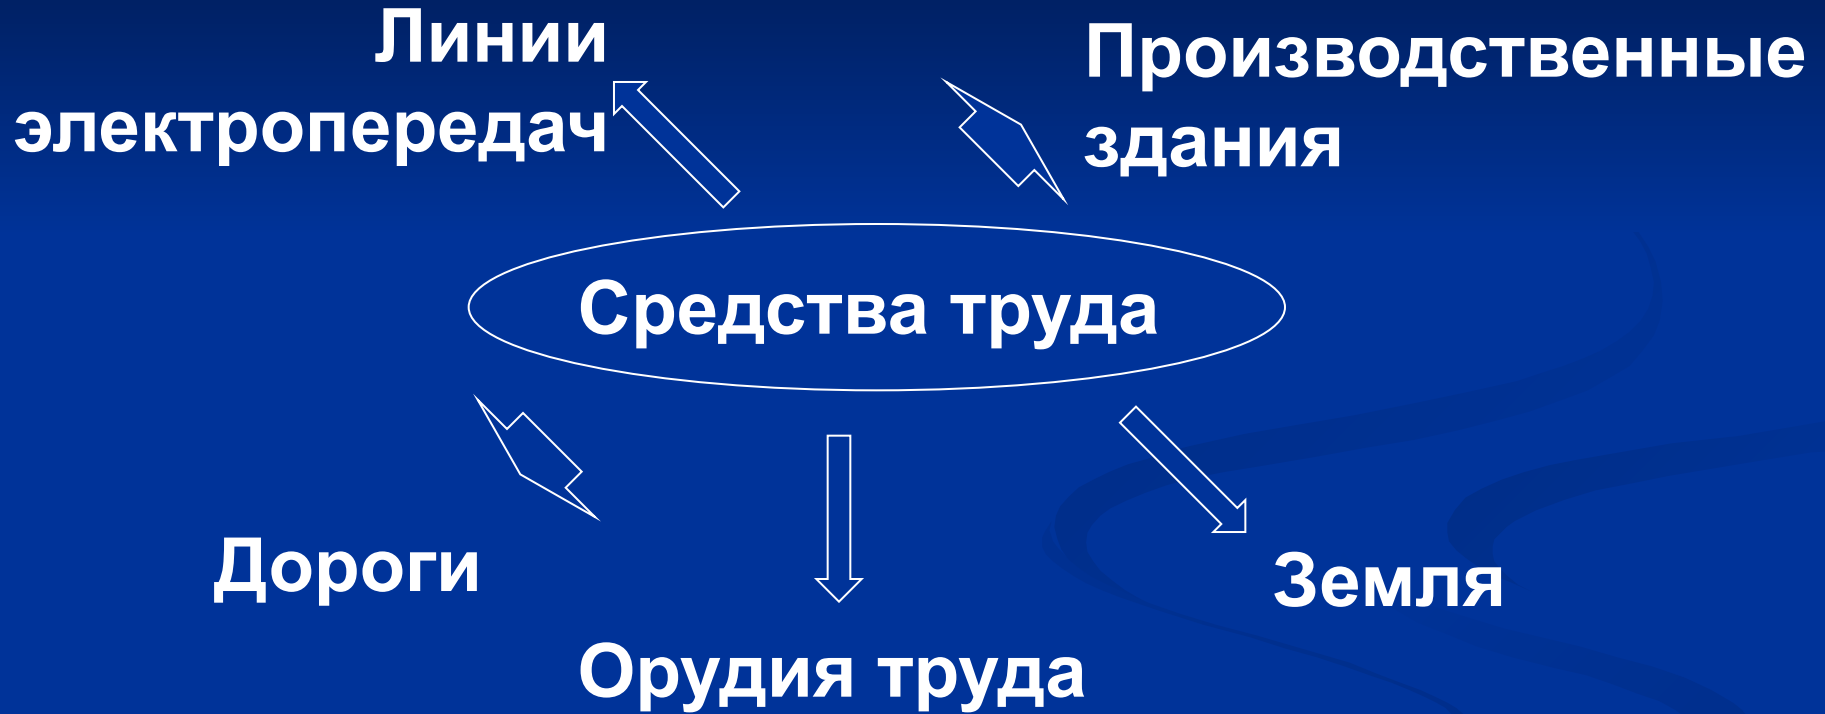 Линии
электропередач
Производственные
здания
Средства труда
Дороги
Орудия труда
Земля